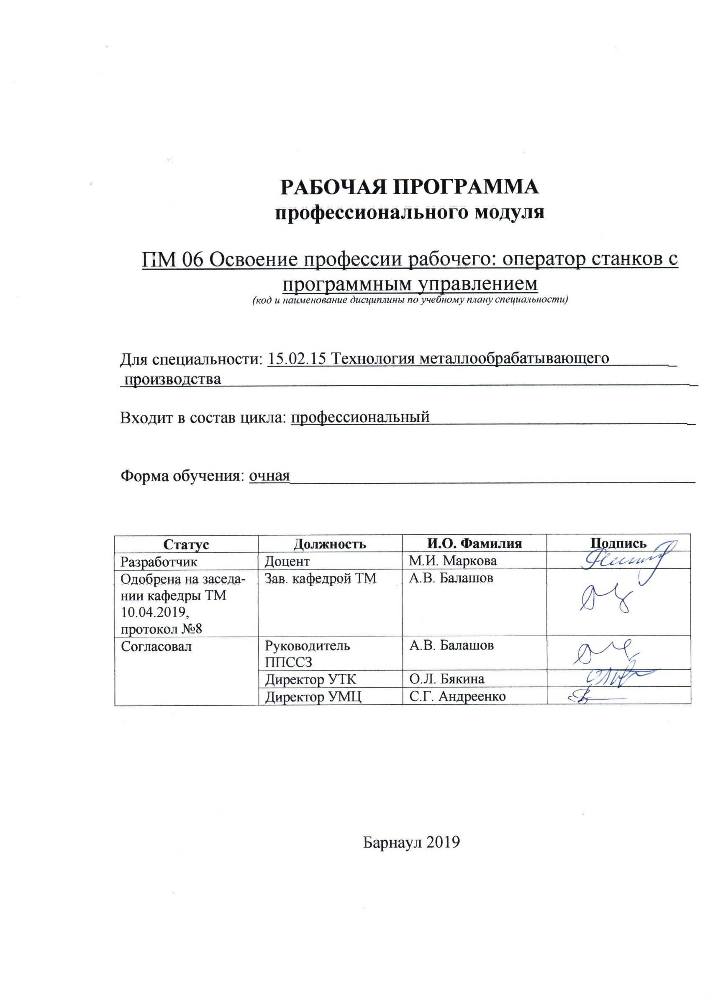 РАБОЧАЯ ПРОГРАММА
профессионального модуля
ПМ 06 Освоение профессии рабочего: оператор станков с
программным управлением
(код и наименование дисциплины по учебному плану специальности)
Для специальности: 15.02.15 Технология металлообрабатывающего
производства
Входит в состав цикла: профессиональный
Форма обучения: очная
Статус Должность И.О. Фамилия Подпись
Разработчик Доцент М.И. Маркова
Одобрена на заседа- Зав. кафедрой ТМ А.В. Балашов
нии кафедры ТМ
10.04.2019,
протокол №8
Согласовал Руководитель А.В. Балашов
ППССЗ
Директор УТК О.Л. Бякина
Директор УМЦ С.Г. Андреенко
Барнаул 2019